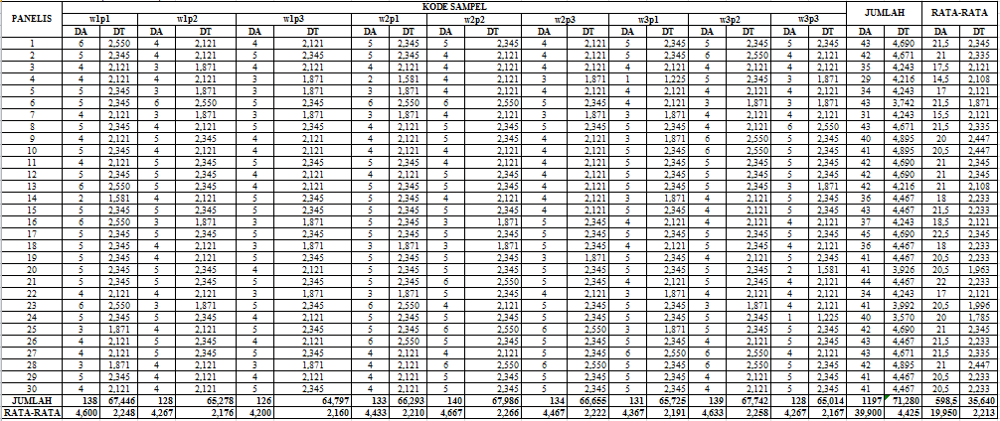 KODE SAMPEL
PANELIS w1p1 w1p2 w1p3 w2p1 w2p2 w2p3 w3p1 w3p2 w3p3 JUMLAH RATA-RATA
DA DT DA DT DA DT DA DT DA DT DA DT DA DT DA DT DA DT DA DT DA DT
1 6 2,550 4 2,121 4 2,121 5 2,345 5 2,345 4 2,121 5 2,345 5 2,345 5 2,345 43 4,690 21,5 2,345
2 5 2,345 4 2,121 5 2,345 5 2,345 4 2,121 4 2,121 5 2,345 6 2,550 4 2,121 42 4,671 21 2,335
3 4 2,121 3 1,871 4 2,121 4 2,121 4 2,121 4 2,121 4 2,121 4 2,121 4 2,121 35 4,243 17,5 2,121
4 4 2,121 4 2,121 3 1,871 2 1,581 4 2,121 3 1,871 1 1,225 5 2,345 3 1,871 29 4,216 14,5 2,108
5 5 2,345 3 1,871 3 1,871 3 1,871 4 2,121 4 2,121 4 2,121 4 2,121 4 2,121 34 4,243 17 2,121
6 5 2,345 6 2,550 5 2,345 6 2,550 6 2,550 5 2,345 4 2,121 3 1,871 3 1,871 43 3,742 21,5 1,871
7 4 2,121 3 1,871 3 1,871 3 1,871 4 2,121 3 1,871 3 1,871 4 2,121 4 2,121 31 4,243 15,5 2,121
8 5 2,345 4 2,121 5 2,345 4 2,121 5 2,345 5 2,345 5 2,345 4 2,121 6 2,550 43 4,671 21,5 2,335
9 4 2,121 5 2,345 4 2,121 4 2,121 5 2,345 4 2,121 3 1,871 6 2,550 5 2,345 40 4,895 20 2,447
10 5 2,345 4 2,121 4 2,121 4 2,121 4 2,121 4 2,121 5 2,345 6 2,550 5 2,345 41 4,895 20,5 2,447
11 4 2,121 5 2,345 5 2,345 5 2,345 4 2,121 4 2,121 5 2,345 5 2,345 5 2,345 42 4,690 21 2,345
12 5 2,345 5 2,345 4 2,121 4 2,121 5 2,345 4 2,121 5 2,345 5 2,345 5 2,345 42 4,690 21 2,345
13 6 2,550 5 2,345 4 2,121 5 2,345 5 2,345 4 2,121 5 2,345 5 2,345 3 1,871 42 4,216 21 2,108
14 2 1,581 4 2,121 4 2,121 5 2,345 5 2,345 4 2,121 3 1,871 4 2,121 5 2,345 36 4,467 18 2,233
15 5 2,345 5 2,345 5 2,345 5 2,345 5 2,345 4 2,121 5 2,345 4 2,121 5 2,345 43 4,467 21,5 2,233
16 6 2,550 3 1,871 3 1,871 5 2,345 3 1,871 5 2,345 4 2,121 4 2,121 4 2,121 37 4,243 18,5 2,121
17 5 2,345 5 2,345 5 2,345 5 2,345 5 2,345 5 2,345 5 2,345 5 2,345 5 2,345 45 4,690 22,5 2,345
18 5 2,345 4 2,121 3 1,871 3 1,871 3 1,871 5 2,345 4 2,121 5 2,345 4 2,121 36 4,467 18 2,233
19 5 2,345 4 2,121 5 2,345 5 2,345 5 2,345 3 1,871 5 2,345 4 2,121 5 2,345 41 4,467 20,5 2,233
20 5 2,345 5 2,345 4 2,121 5 2,345 5 2,345 5 2,345 5 2,345 5 2,345 2 1,581 41 3,926 20,5 1,963
21 5 2,345 5 2,345 5 2,345 5 2,345 6 2,550 5 2,345 4 2,121 5 2,345 4 2,121 44 4,467 22 2,233
22 4 2,121 4 2,121 3 1,871 3 1,871 5 2,345 4 2,121 3 1,871 4 2,121 4 2,121 34 4,243 17 2,121
23 6 2,550 3 1,871 5 2,345 6 2,550 4 2,121 5 2,345 5 2,345 3 1,871 4 2,121 41 3,992 20,5 1,996
24 5 2,345 5 2,345 4 2,121 5 2,345 5 2,345 5 2,345 5 2,345 5 2,345 1 1,225 40 3,570 20 1,785
25 3 1,871 4 2,121 5 2,345 5 2,345 6 2,550 6 2,550 3 1,871 5 2,345 5 2,345 42 4,690 21 2,345
26 4 2,121 5 2,345 4 2,121 6 2,550 5 2,345 5 2,345 5 2,345 4 2,121 5 2,345 43 4,467 21,5 2,233
27 4 2,121 5 2,345 5 2,345 4 2,121 4 2,121 5 2,345 6 2,550 6 2,550 4 2,121 43 4,671 21,5 2,335
28 3 1,871 4 2,121 4 2,121 6 2,550 6 2,550 5 2,345 5 2,345 6 2,550 3 2,345 42 4,895 21 2,447
29 5 2,345 4 2,121 4 2,121 4 2,121 5 2,345 5 2,345 5 2,345 4 2,121 5 2,345 41 4,467 20,5 2,233
30 4 2,121 4 2,121 5 2,345 4 2,121 5 2,345 5 2,345 5 2,345 4 2,121 5 2,345 41 4,467 20,5 2,233
JUMLAH 138 67,446 128 65,278 126 64,797 133 66,293 140 67,986 134 66,655 131 65,725 139 67,742 128 65,014 1197 71,280 598,5 35,640
RATA-RATA 4,600 2,248 4,267 2,176 4,200 2,160 4,433 2,210 4,667 2,266 4,467 2,222 4,367 2,191 4,633 2,258 4,267 2,167 39,900 4,425 19,950 2,213